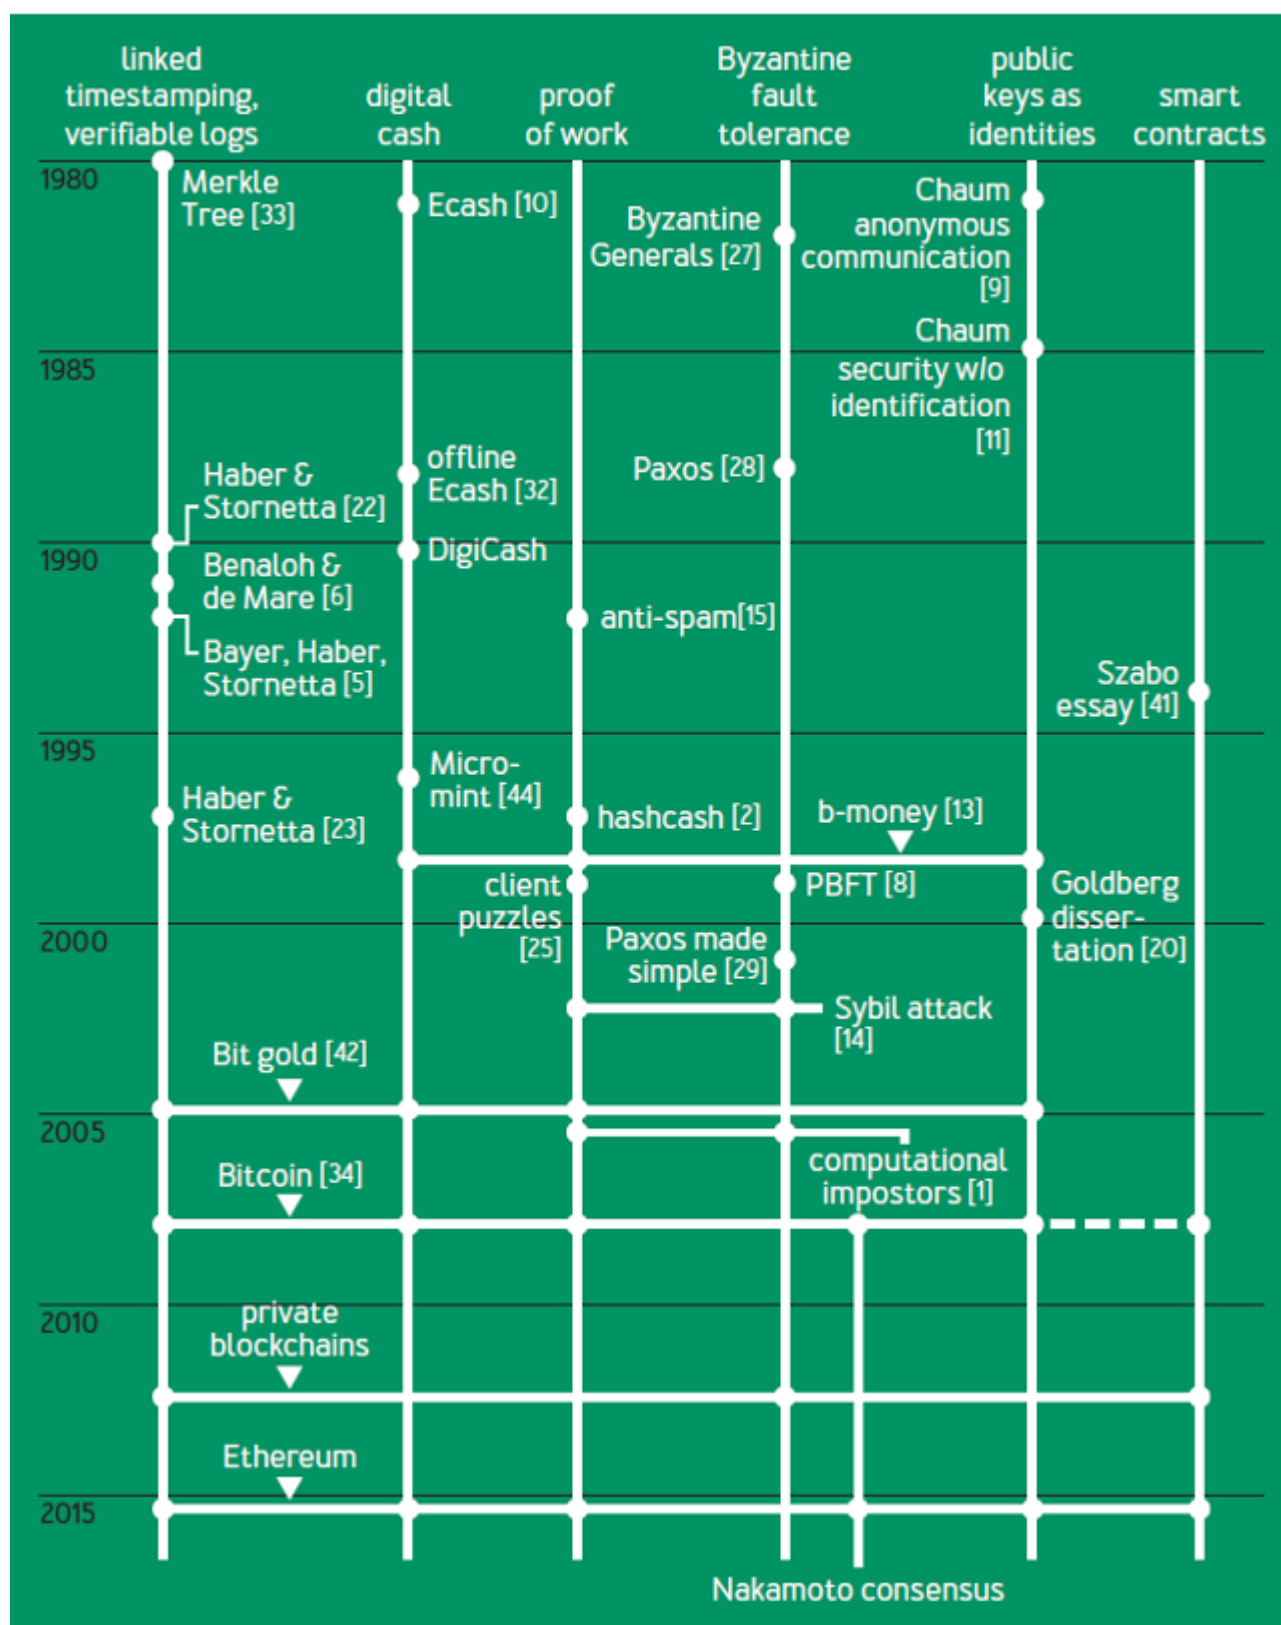 linked
timestamping,
verifiable logs
digital
cash
proof
of work
Byzantine
fault
tolerance
public
keys as
identities
smart
contracts
1980
Merkle
Tree [33]
Ecash [10]
Byzantine
Generals [27]
Chaum
anonymous
communication
[9]
1985
Chaum
security w/o
identification
[11]
Haber &
Stornetta [22]
offline
Ecash [32]
Paxos [28]
1990
DigiCash
Benaloh &
de Mare [6]
anti-spam[15]
Bayer, Haber,
Stornetta [5]
Szabo
essay [41]
1995
Micro-
mint [44]
Haber &
Stornetta [23]
hashcash [2]
b-money [13]
client
puzzles
[25]
PBFT [8]
Goldberg
disser-
tation [20]
2000
Paxos made
simple [29]
Sybil attack
[14]
Bit gold [42]
2005
computational
impostors [1]
Bitcoin [34]
2010
private
blockchains
Ethereum
2015
Nakamoto consensus